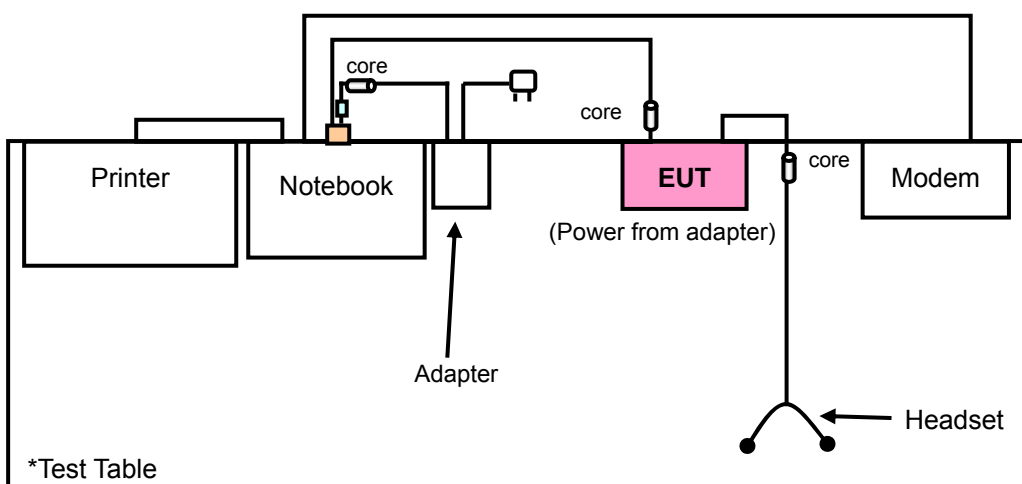 core
core
core
Printer
Notebook
EUT
Modem
(Power from adapter)
Adapter
Headset
*Test Table